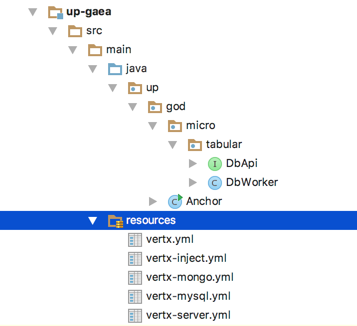 up-gaea
src
main
java
up
god
micro
tabular
I DbApi
C DbWorker
C Anchor
resources
vertx.yml
vertx-inject.yml
vertx-mongo.yml
vertx-mysql.yml
vertx-server.yml